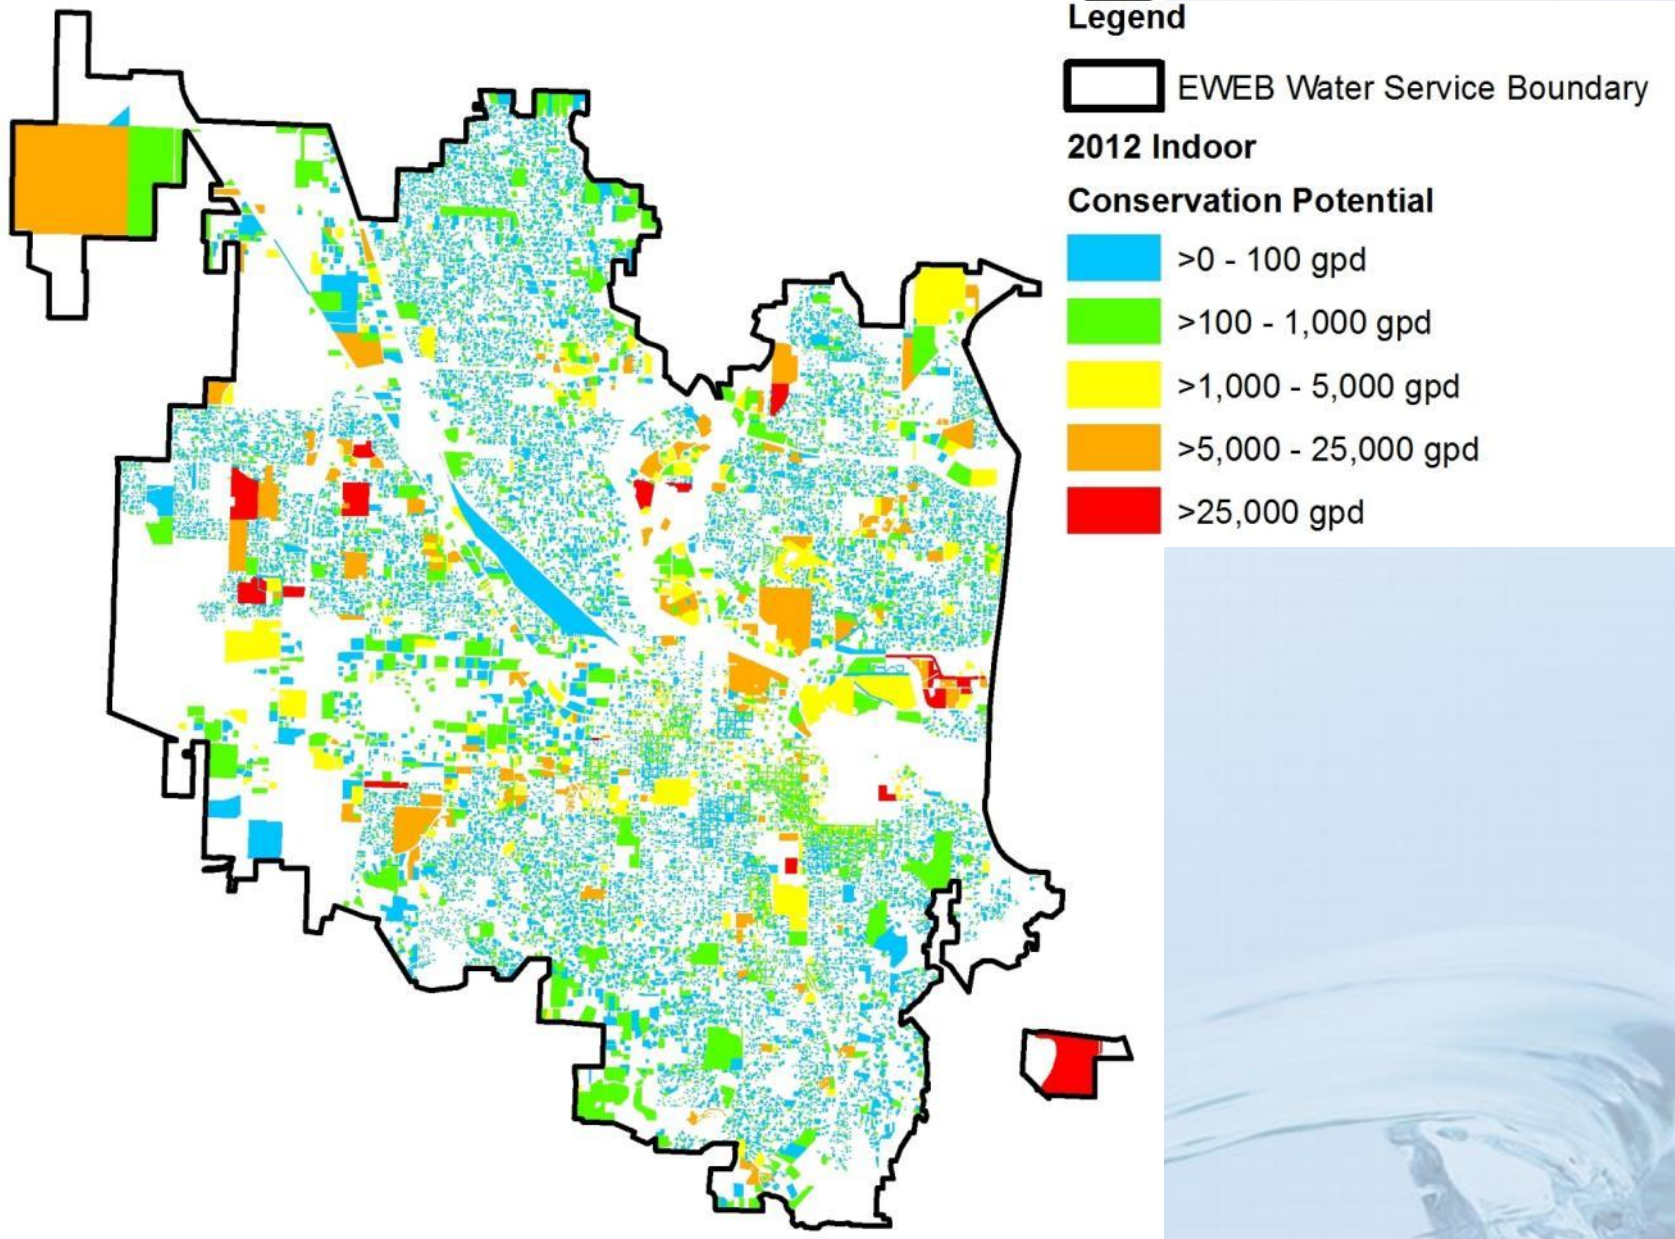 Legend
EWEB Water Service Boundary
2012 Indoor
Conservation Potential
>0 - 100 gpd
>100 - 1,000 gpd
>1,000 - 5,000 gpd
>5,000 - 25,000 gpd
>25,000 gpd